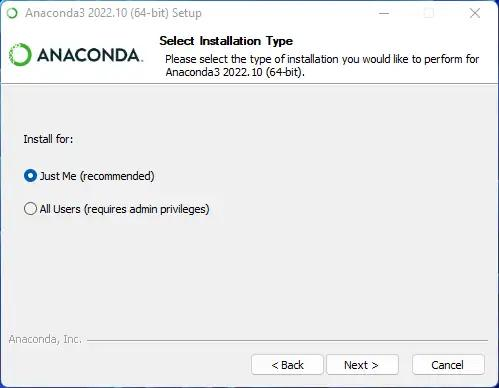 Anaconda3 2022.10 (64-bit) Setup
ANACONDA.
Select Installation Type
Please select the type of installation you would like to perform for
Anaconda3 2022.10 (64-bit).
Install for:
Just Me (recommended)
All Users (requires admin privileges)
Anaconda, Inc.
< Back
Next >
Cancel